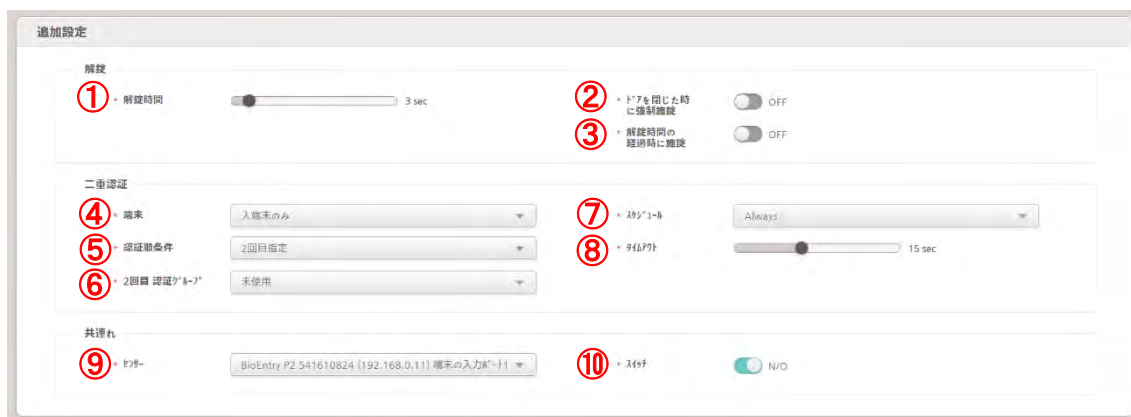 追加設定
解錠
① • 解錠時間 3 sec
② • ﾄﾞｱを閉じた時
に強制施錠 OFF
③ • 解錠時間の
経過時に施錠 OFF
二重認証
④ • 端末 入端末のみ
⑦ • ｽｹｼﾞｭｰﾙ Always
⑤ • 認証順条件 2回目指定
⑧ • ﾀｲﾑｱｳﾄ 15 sec
⑥ • 2回目 認証ｸﾞﾙｰﾌﾟ 未使用
共連れ
⑨ • ｾﾝｻｰ BioEntry P2 541610824 (192.168.0.11) 端末の入力ﾎﾟｰﾄ1
⑩ • ｽｲｯﾁ N/O